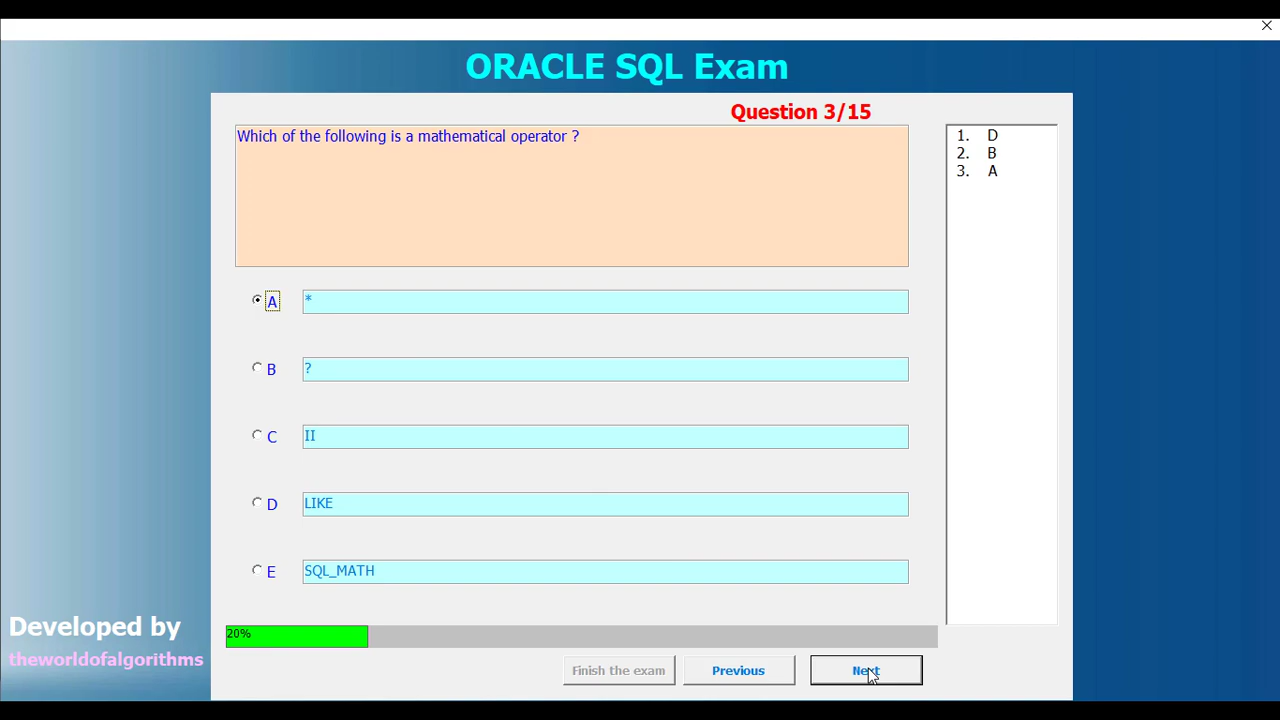 ORACLE SQL Exam
Question 3/15
Which of the following is a mathematical operator ?
1. D
2. B
3. A
A *
B ?
C II
D LIKE
E SQL_MATH
20%
Finish the exam
Previous
Next
Developed by
theworldofalgorithms